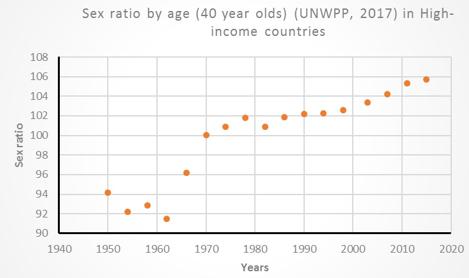 Sex ratio by age (40 year olds) (UNWPP, 2017) in High-
income countries
108
106
104
102
100
98
96
94
92
90
Sex ratio
1940 1950 1960 1970 1980 1990 2000 2010 2020
Years